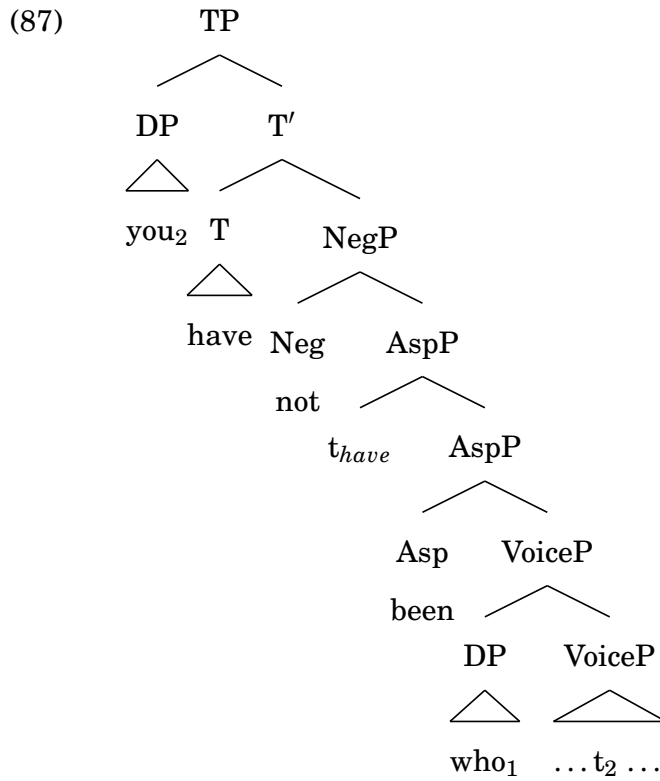 (87) TP
DP T′
you₂ T NegP
have Neg AspP
not
t_have AspP
Asp VoiceP
been
DP VoiceP
who₁ …t₂ …